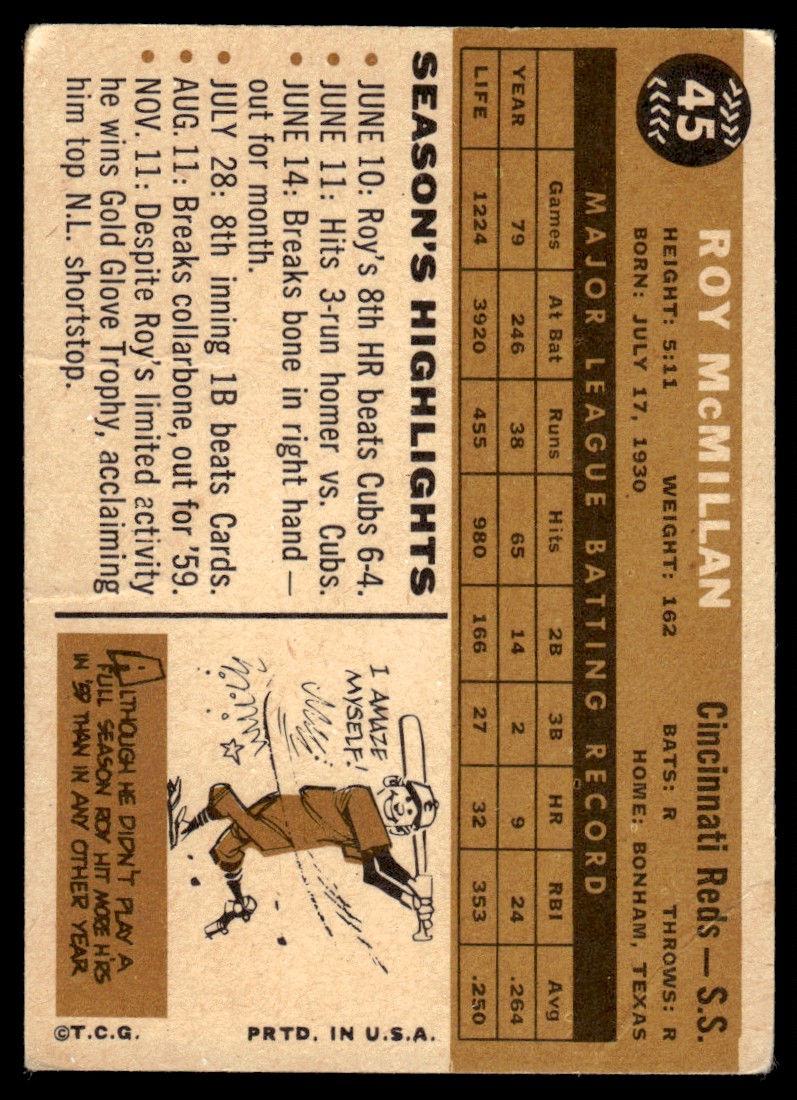 45
ROY McMILLAN Cincinnati Reds — S.S.
HEIGHT: 5:11 WEIGHT: 162 BATS: R THROWS: R
BORN: JULY 17, 1930 HOME: BONHAM, TEXAS
MAJOR LEAGUE BATTING RECORD
Games At Bat Runs Hits 2B 3B HR RBI Avg
YEAR 79 246 38 65 14 2 9 24 .264
LIFE 1224 3920 455 980 166 27 32 353 .250
SEASON'S HIGHLIGHTS
• JUNE 10: Roy's 8th HR beats Cubs 6-4.
• JUNE 11: Hits 3-run homer vs. Cubs.
• JUNE 14: Breaks bone in right hand —
out for month.
• JULY 28: 8th inning 1B beats Cards.
• AUG. 11: Breaks collarbone, out for '59.
• NOV. 11: Despite Roy's limited activity
he wins Gold Glove Trophy, acclaiming
him top N.L. shortstop.
I AMAZE
MYSELF!
C
ALTHOUGH HE DIDN'T PLAY A
FULL SEASON ROY HIT MORE H'RS
IN '59 THAN IN ANY OTHER YEAR
©T.C.G. PRTD. IN U.S.A.